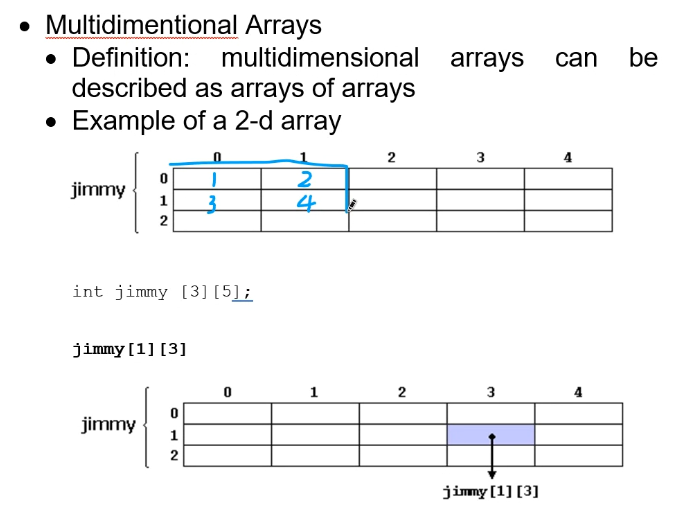 Multidimentional Arrays
Definition: multidimensional arrays can be
described as arrays of arrays
Example of a 2-d array
0 1 2 3 4
jimmy
0 1 2
1 3 4
2
int jimmy [3][5];
jimmy[1][3]
0 1 2 3 4
jimmy
0
1
2
jimmy[1][3]